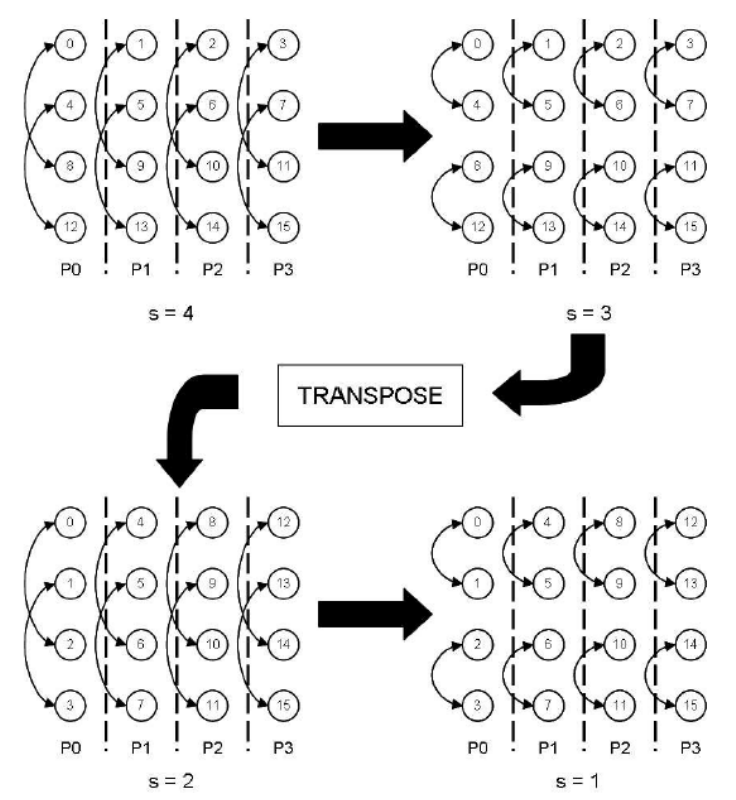 0 1 2 3 0 1 2 3
4 5 6 7 4 5 6 7
8 9 10 11 8 9 10 11
12 13 14 15 12 13 14 15
P0 P1 P2 P3 P0 P1 P2 P3
s = 4 s = 3
TRANSPOSE
0 4 8 12 0 4 8 12
1 5 9 13 1 5 9 13
2 6 10 14 2 6 10 14
3 7 11 15 3 7 11 15
P0 P1 P2 P3 P0 P1 P2 P3
s = 2 s = 1